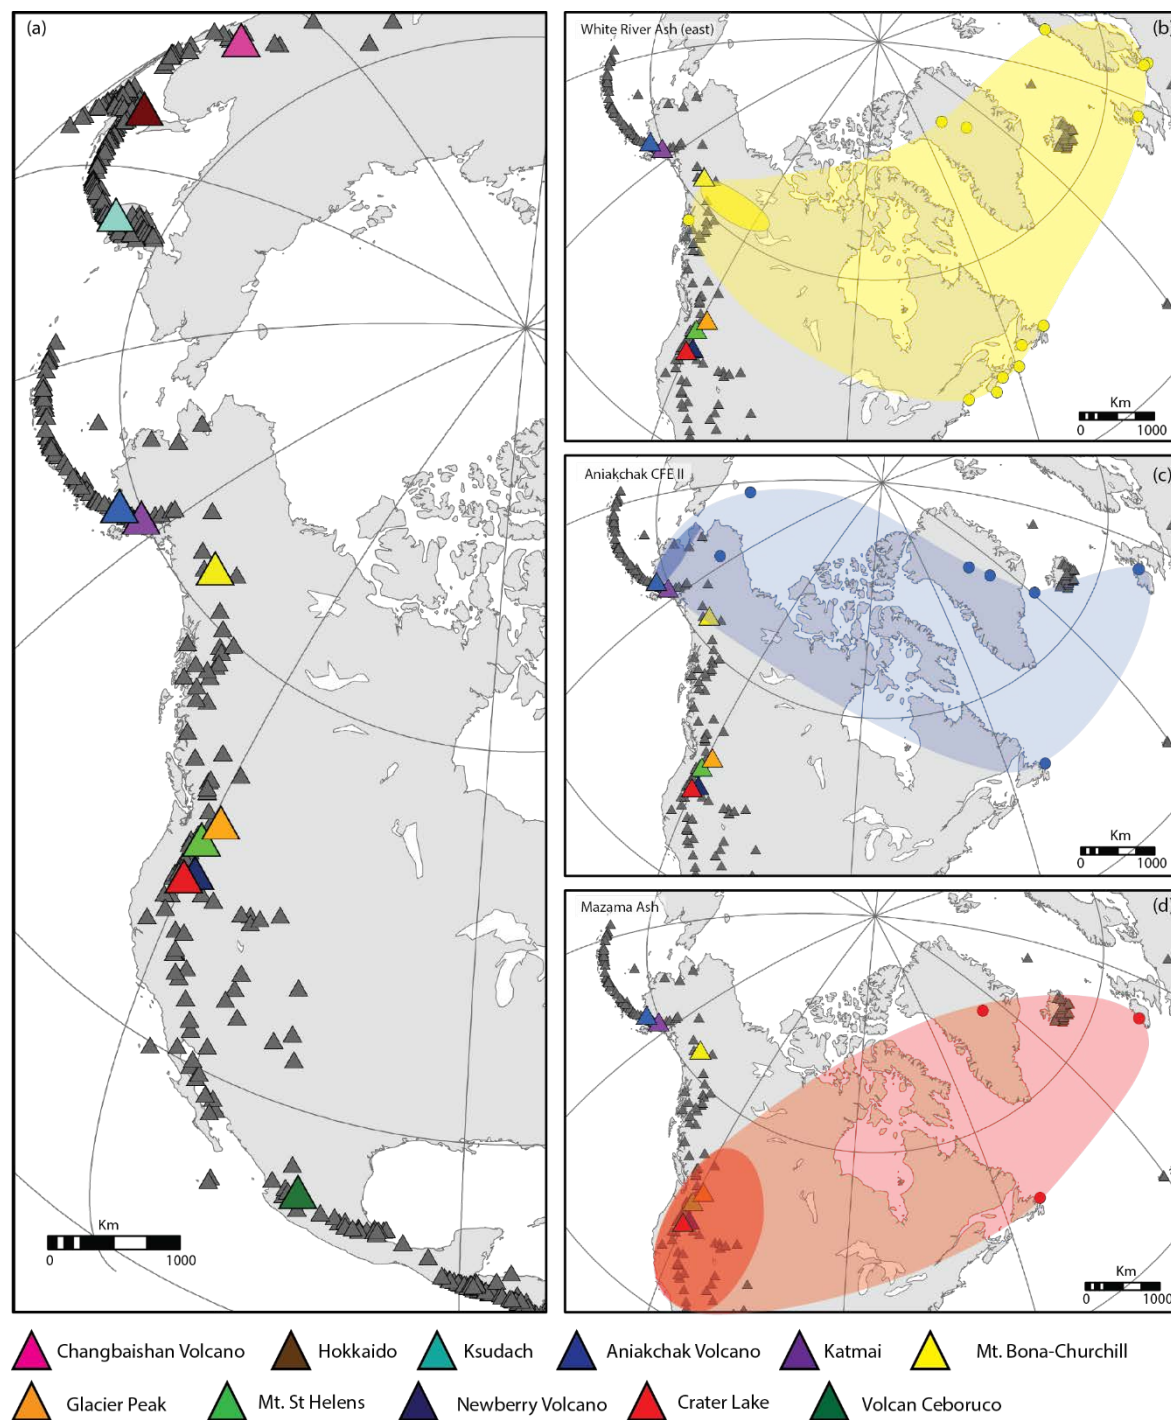 (a)
Km
0 1000
White River Ash (east)
(b)
Km
0 1000
Aniakchak CFE II
(c)
Km
0 1000
Mazama Ash
(d)
Km
0 1000
Changbaishan Volcano Hokkaido Ksudach Aniakchak Volcano Katmai Mt. Bona-Churchill
Glacier Peak Mt. St Helens Newberry Volcano Crater Lake Volcan Ceboruco